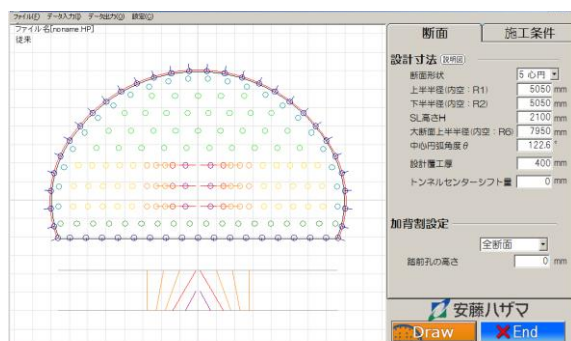 ファイル(F) データ入力(I) データ出力(O) 設定(C)
ファイル名[noname.HP]
従来
断面 施工条件
設計寸法 説明図
断面形状 5 心円
上半半径(内空：R1) 5050 mm
下半半径(内空：R2) 5050 mm
SL高さH 2100 mm
大断面上半半径(内空：R6) 7950 mm
中心円弧角度θ 122.6 °
設計覆工厚 400 mm
トンネルセンターシフト量 0 mm
加背割設定
全断面
踏前孔の高さ 0 mm
安藤ハザマ
Draw End